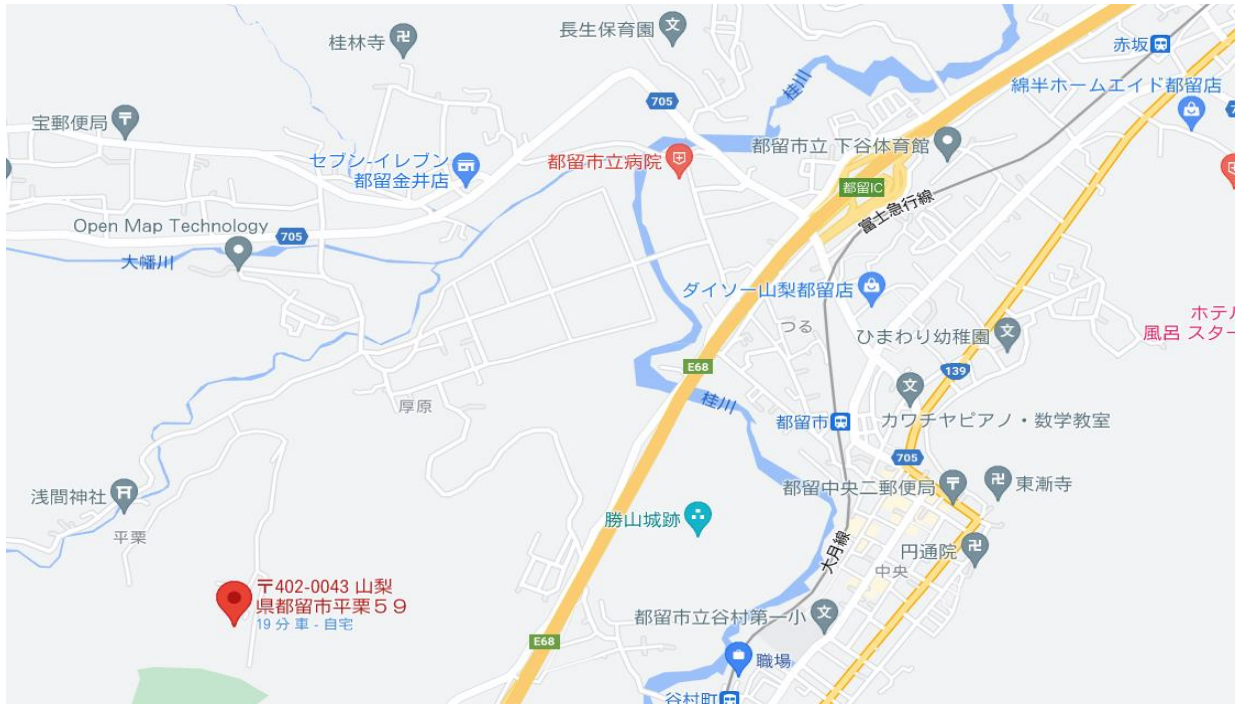 長生保育園
桂林寺
赤坂
綿半ホームエイド都留店
705
桂川
宝郵便局
都留市立 下谷体育館
セブン-イレブン
都留金井店
都留市立病院
都留IC
富士急行線
Open Map Technology
705
大幡川
ダイソー山梨都留店
つる
ホテル
風呂 スター
ひまわり幼稚園
E68
139
桂川
厚原
都留市
カワチヤピアノ・数学教室
705
浅間神社
都留中央二郵便局
東漸寺
勝山城跡
平栗
大月線
円通院
中央
〒402-0043 山梨
県都留市平栗５９
19 分 車 - 自宅
都留市立谷村第一小
E68
職場
谷村町